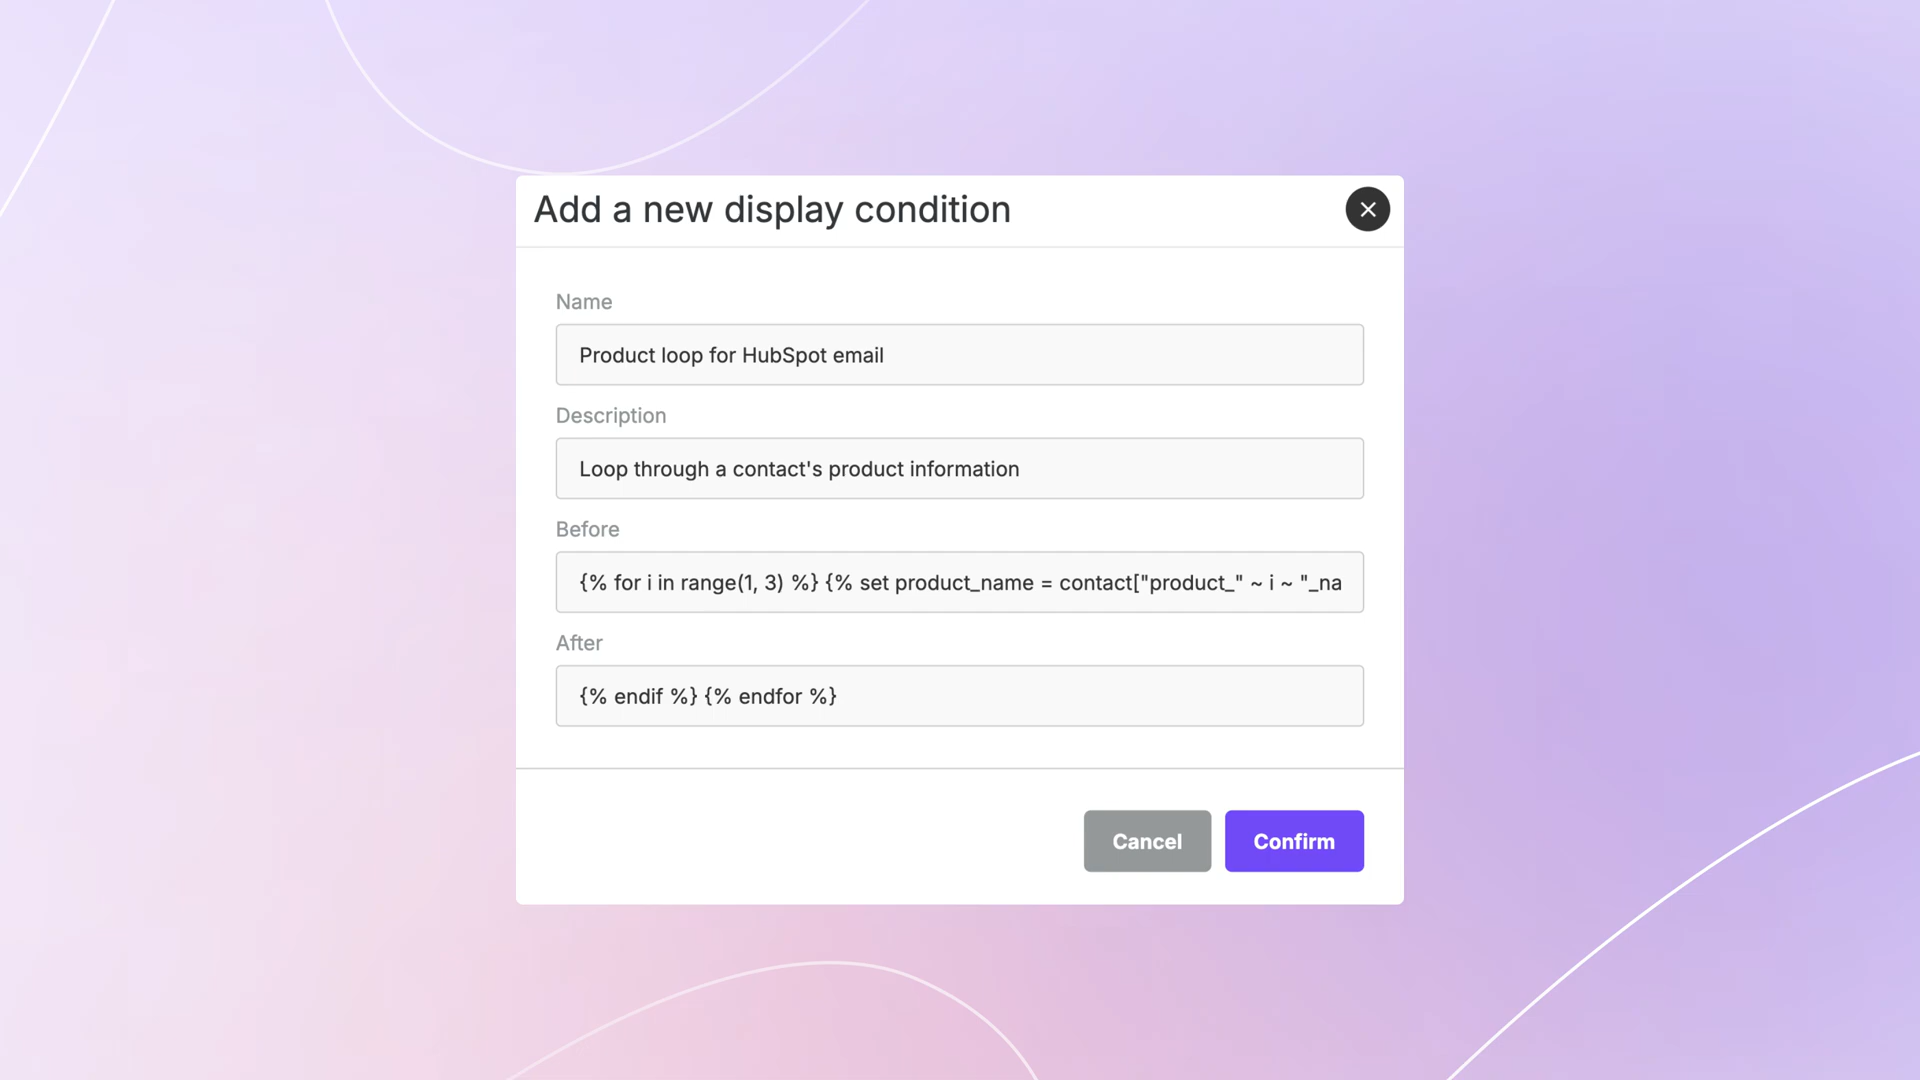 Add a new display condition
Name
Product loop for HubSpot email
Description
Loop through a contact's product information
Before
{% for i in range(1, 3) %} {% set product_name = contact["product_" ~ i ~ "_na
After
{% endif %} {% endfor %}
Cancel Confirm